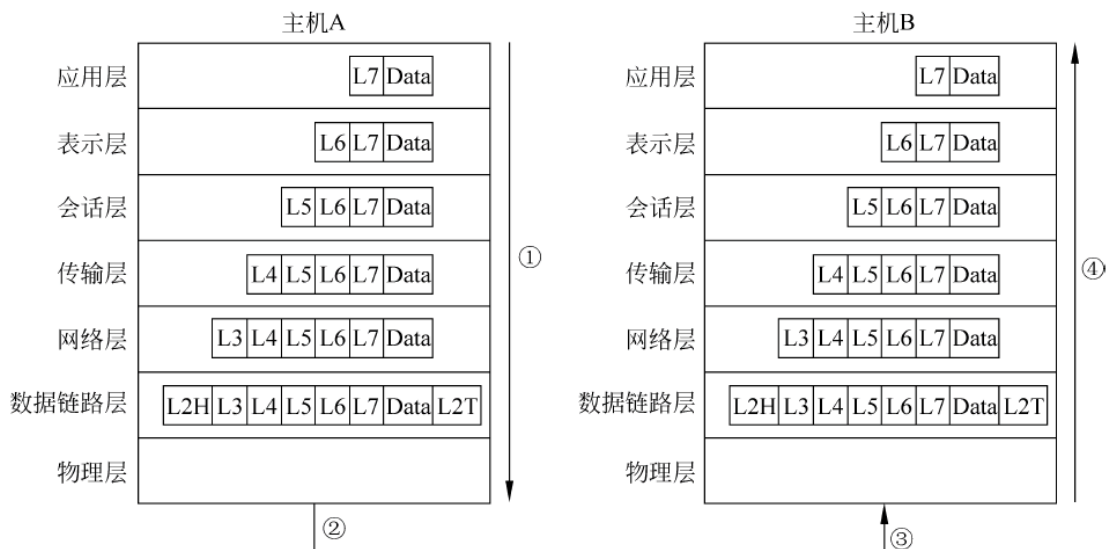 主机A 主机B
应用层 L7 Data 应用层 L7 Data
表示层 L6 L7 Data 表示层 L6 L7 Data
会话层 L5 L6 L7 Data 会话层 L5 L6 L7 Data
① ④
传输层 L4 L5 L6 L7 Data 传输层 L4 L5 L6 L7 Data
网络层 L3 L4 L5 L6 L7 Data 网络层 L3 L4 L5 L6 L7 Data
数据链路层 L2H L3 L4 L5 L6 L7 Data L2T 数据链路层 L2H L3 L4 L5 L6 L7 Data L2T
物理层 物理层
② ③